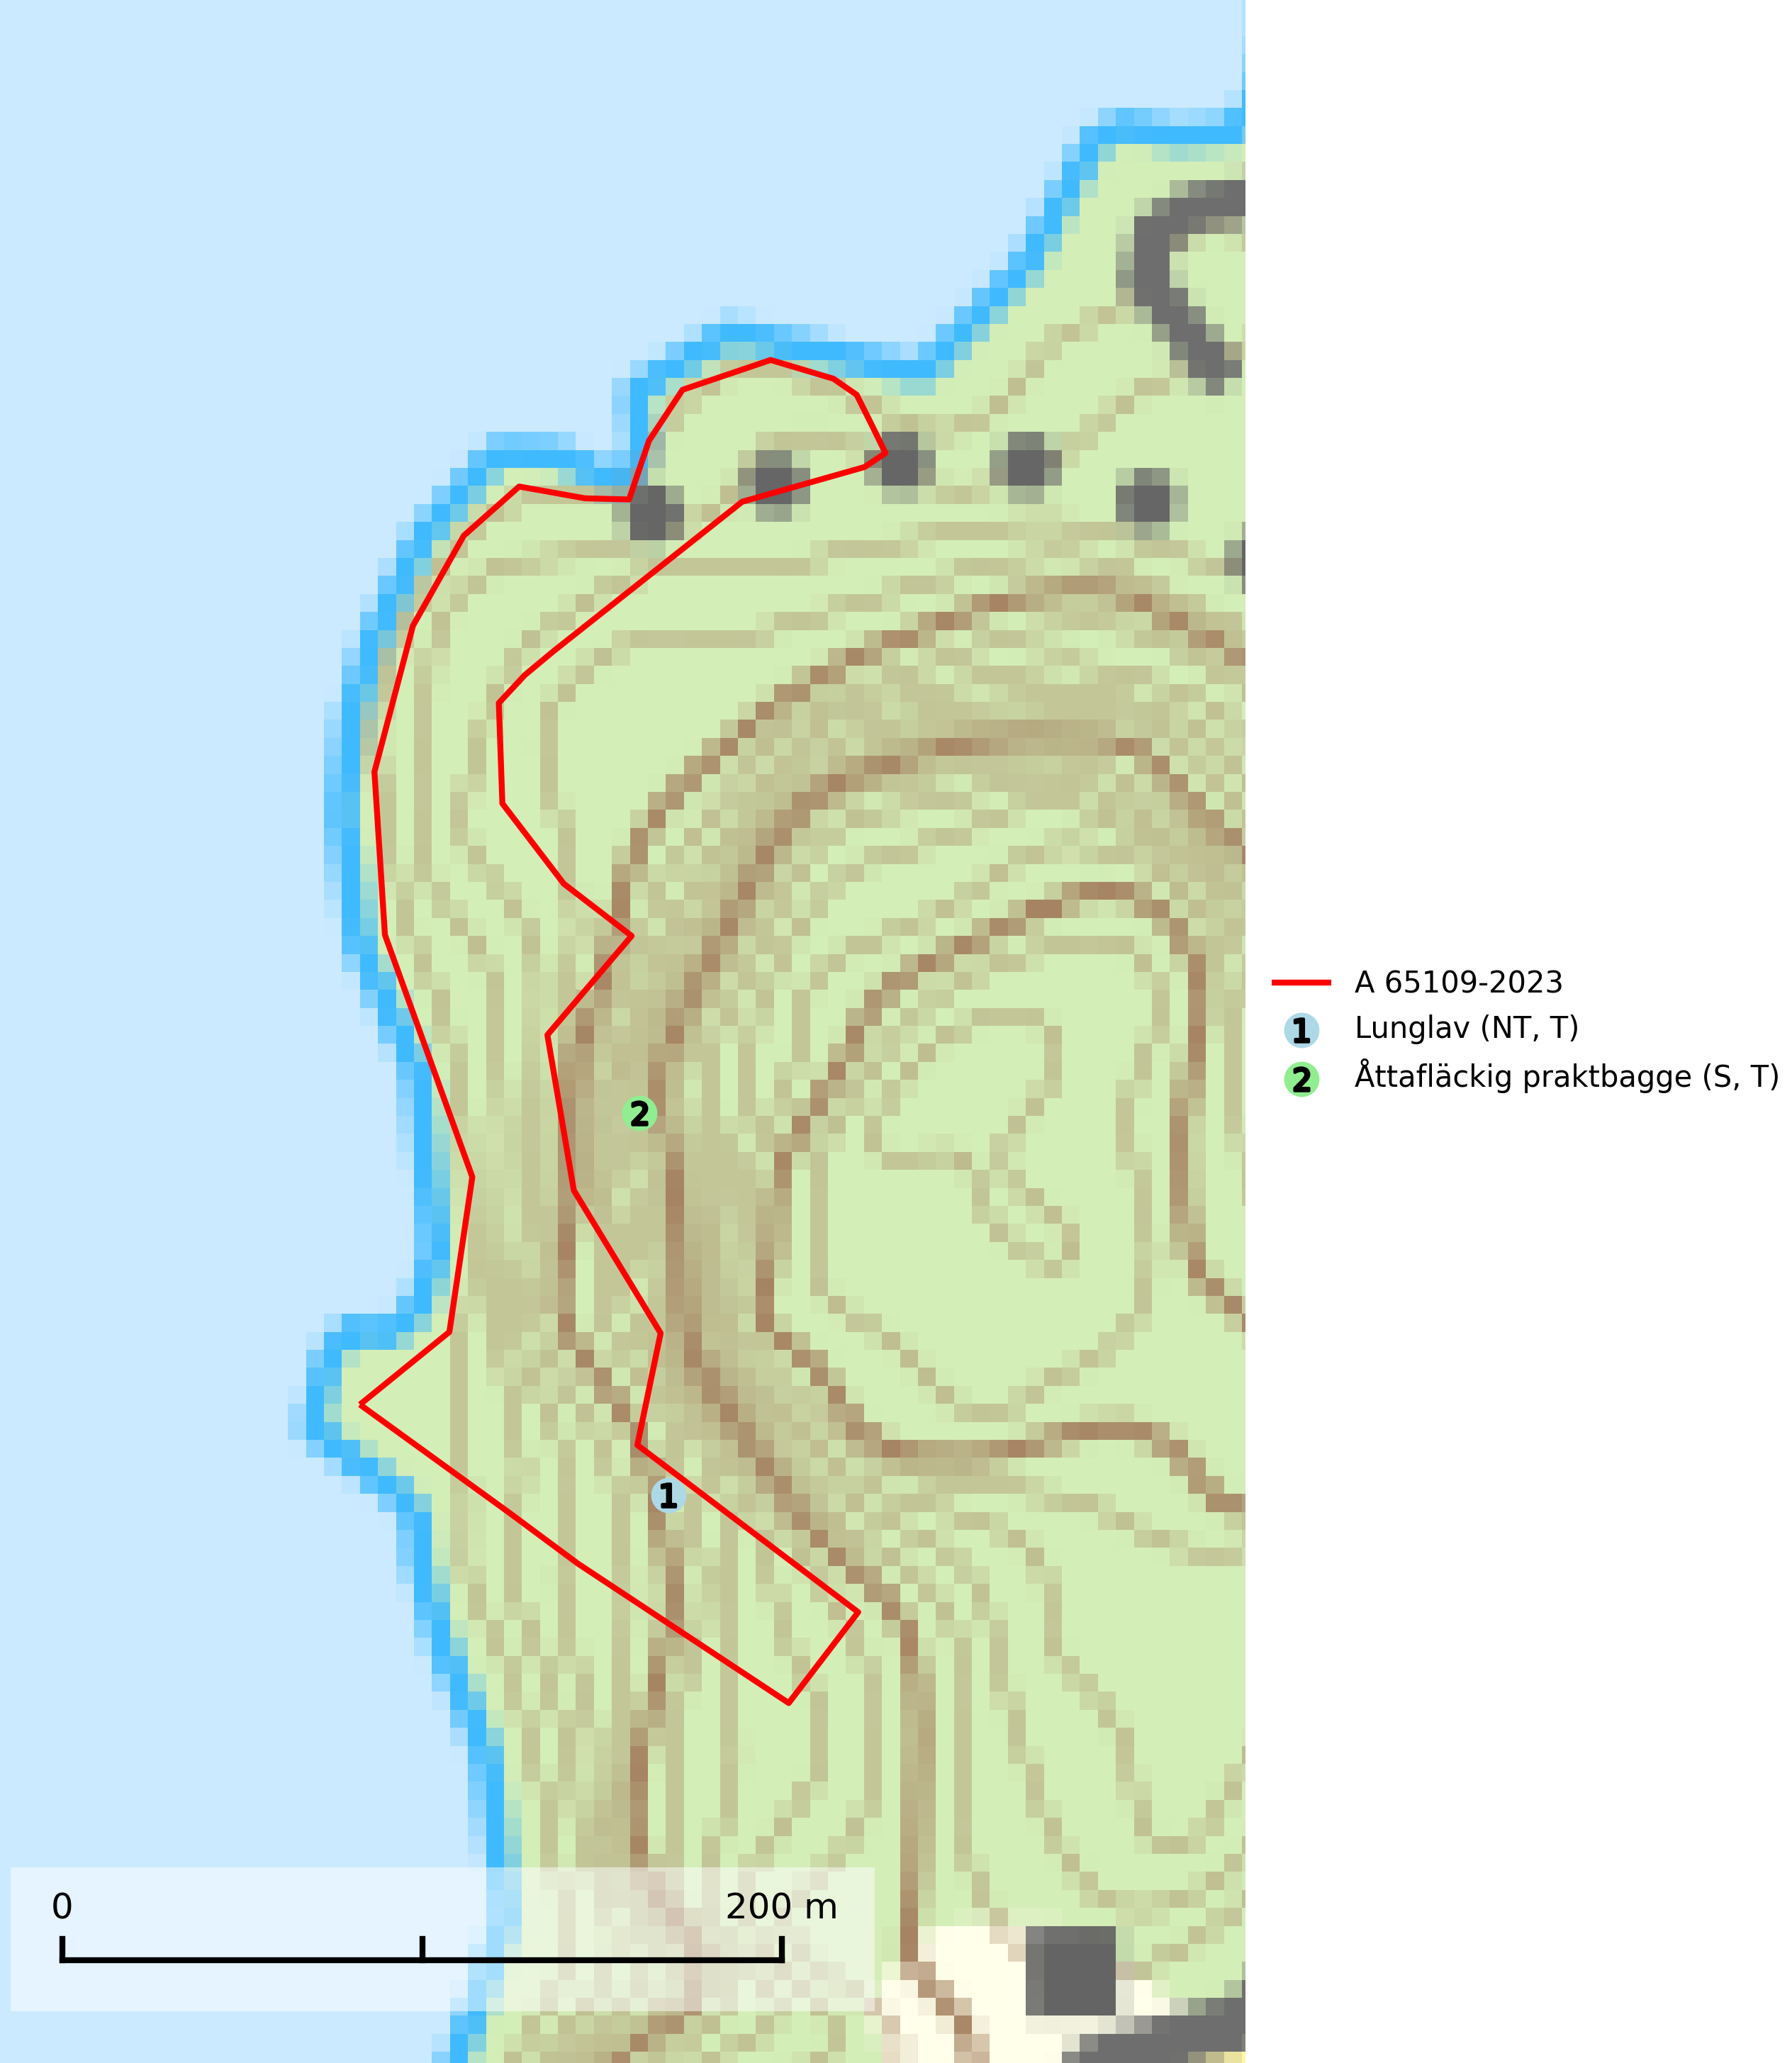 A 65109-2023
1 Lunglav (NT, T)
2 Åttafläckig praktbagge (S, T)
2
1
0 200 m